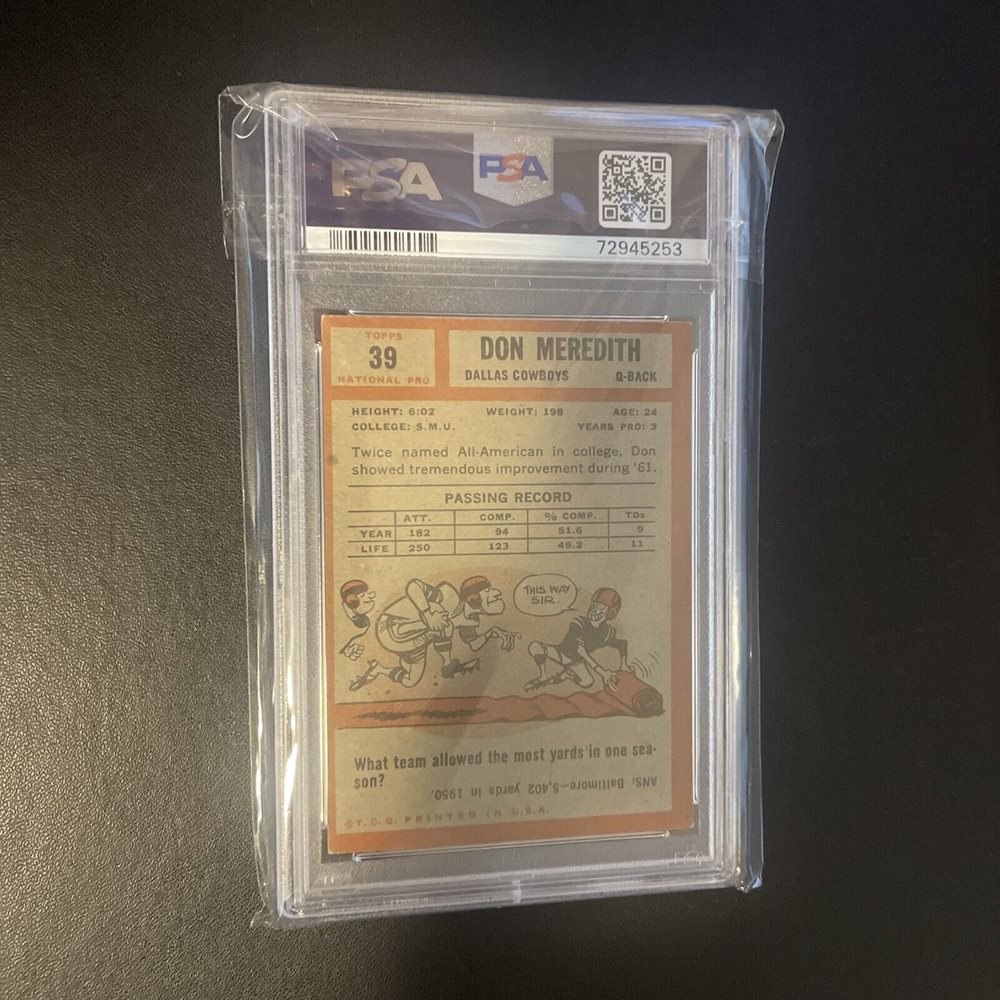 PSA
PSA
72945253
TOPPS
39
NATIONAL PRO
DON MEREDITH
DALLAS COWBOYS Q-BACK
HEIGHT: 6:02 WEIGHT: 198 AGE: 24
COLLEGE: S.M.U. YEARS PRO: 3
Twice named All-American in college, Don
showed tremendous improvement during '61.
PASSING RECORD
ATT. COMP. % COMP. TDs
YEAR 182 94 51.6 9
LIFE 250 123 49.2 11
THIS WAY
SIR.
What team allowed the most yards in one sea-
son?
ANS: Baltimore—5,402 yards in 1950.
©T.C.G. PRINTED IN U.S.A.